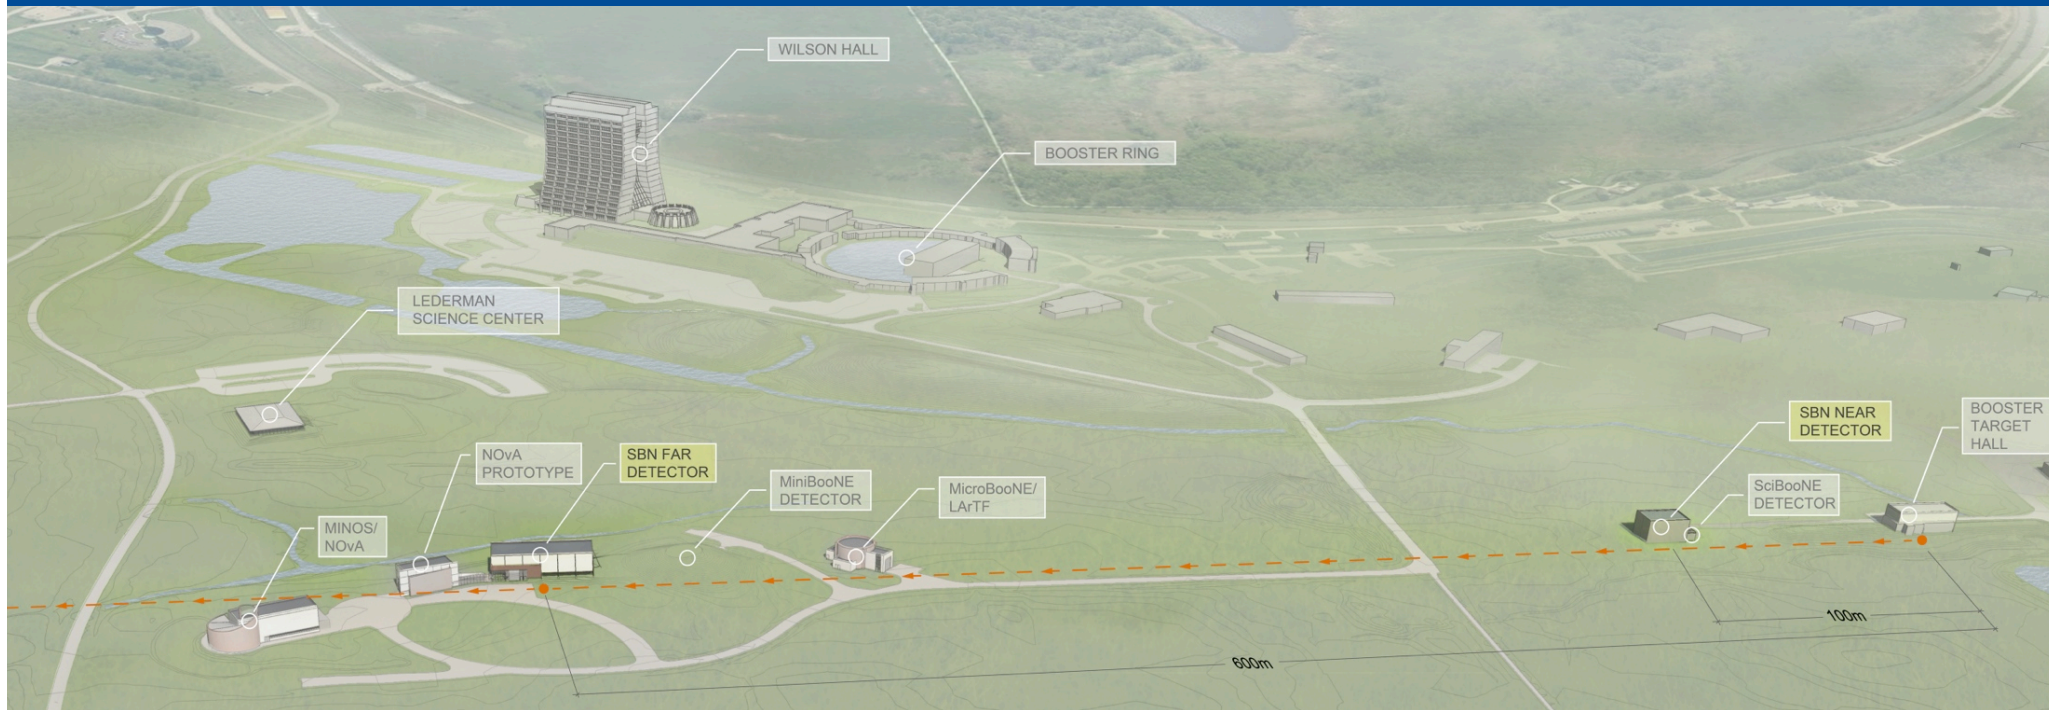 WILSON HALL
BOOSTER RING
LEDERMAN
SCIENCE CENTER
SBN NEAR
DETECTOR
BOOSTER
TARGET
HALL
NOvA
PROTOTYPE
SBN FAR
DETECTOR
MiniBooNE
DETECTOR
MicroBooNE/
LArTF
SciBooNE
DETECTOR
MINOS/
NOvA
100m
600m